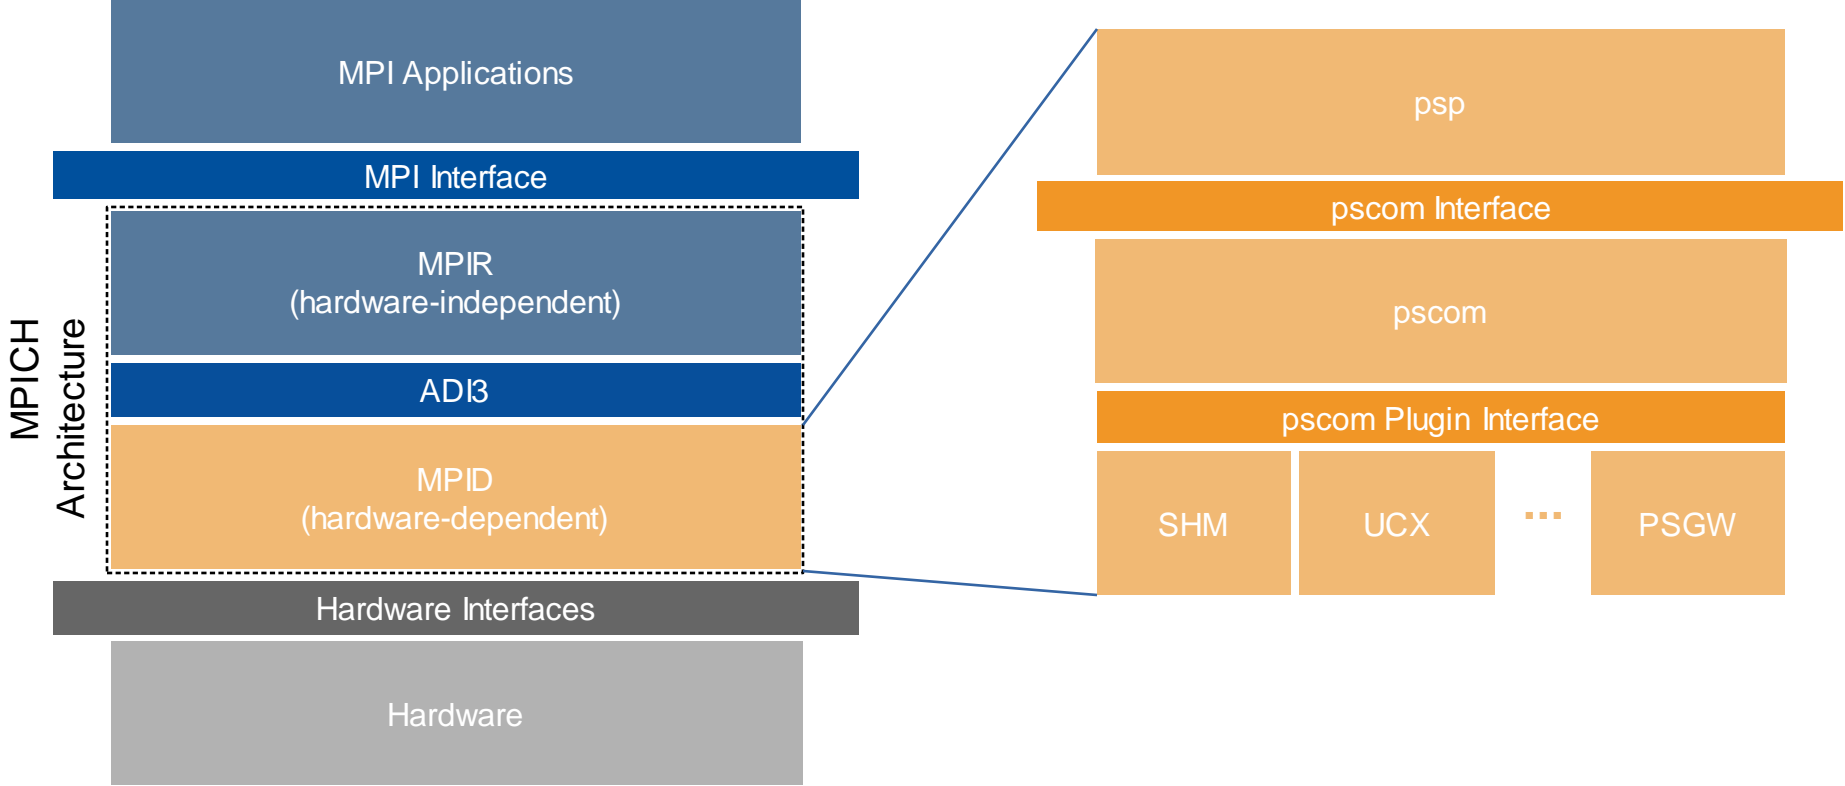 MPI Applications
MPI Interface
MPICH
Architecture
MPIR
(hardware-independent)
ADI3
MPID
(hardware-dependent)
Hardware Interfaces
Hardware
psp
pscom Interface
pscom
pscom Plugin Interface
SHM
UCX
...
PSGW